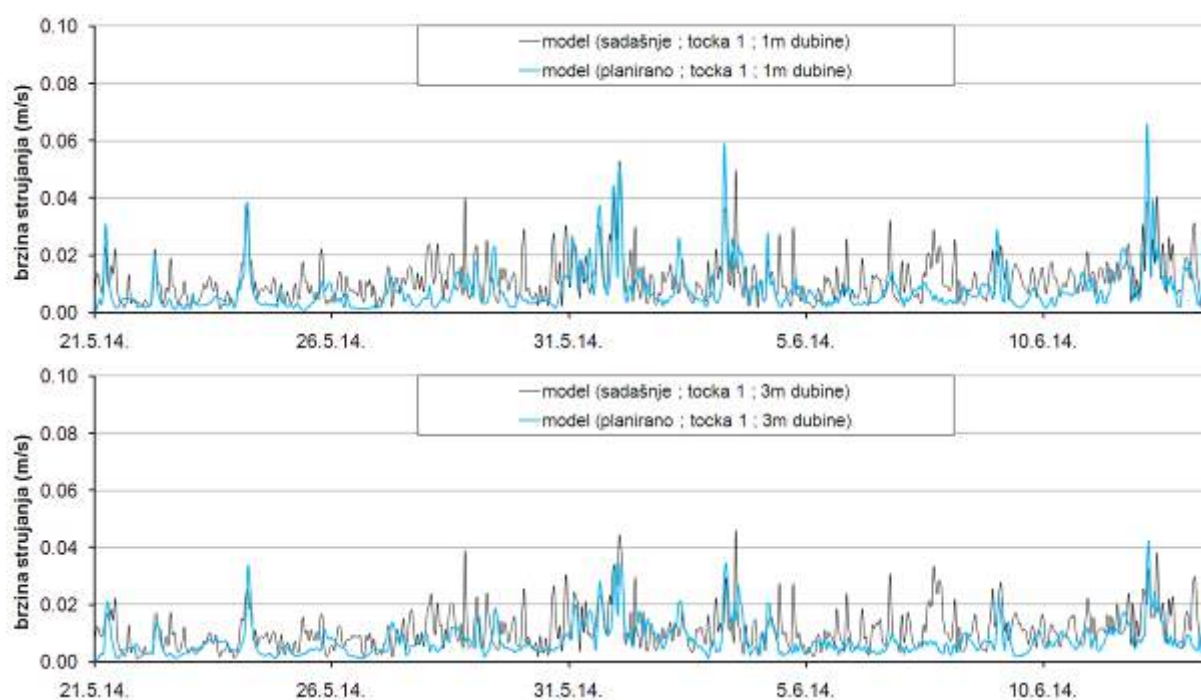 0.10
model (sadašnje ; tocka 1 ; 1m dubine)
model (planirano ; tocka 1 ; 1m dubine)
0.08
0.06
0.04
0.02
0.00
brzina strujanja (m/s)
21.5.14. 26.5.14. 31.5.14. 5.6.14. 10.6.14.
0.10
model (sadašnje ; tocka 1 ; 3m dubine)
model (planirano ; tocka 1 ; 3m dubine)
0.08
0.06
0.04
0.02
0.00
brzina strujanja (m/s)
21.5.14. 26.5.14. 31.5.14. 5.6.14. 10.6.14.